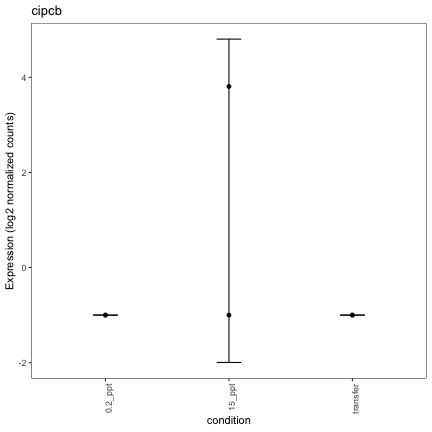 cipcb
Expression (log2 normalized counts)
4
2
0
-2
0.2_ppt
15_ppt
transfer
condition